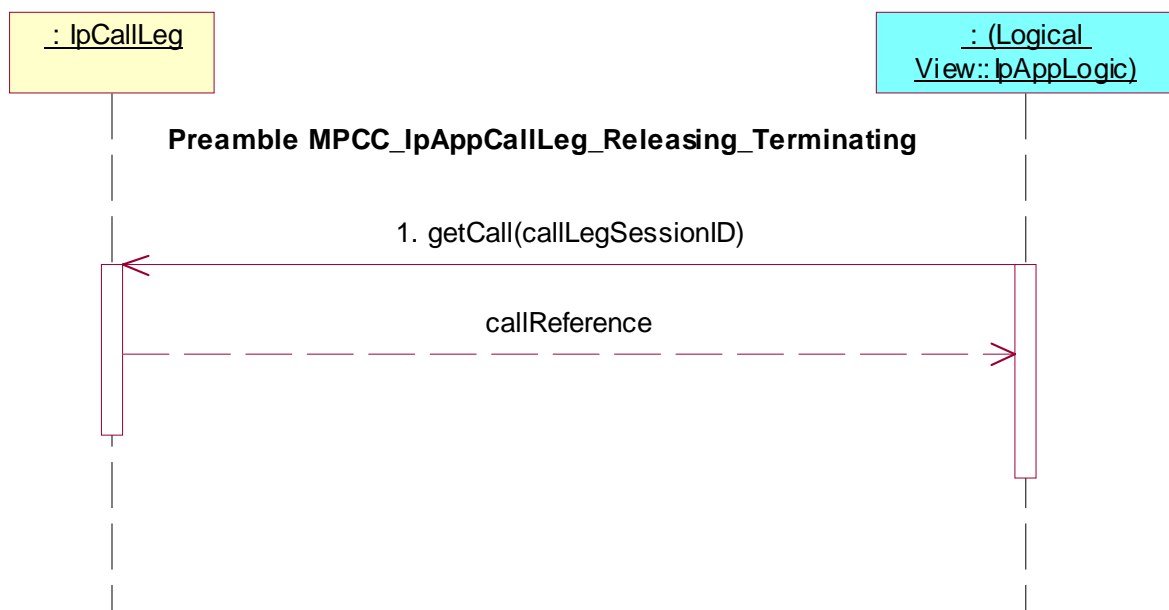 : IpCallLeg
: (Logical
View::IpAppLogic)
Preamble MPCC_IpAppCallLeg_Releasing_Terminating
1. getCall(callLegSessionID)
callReference